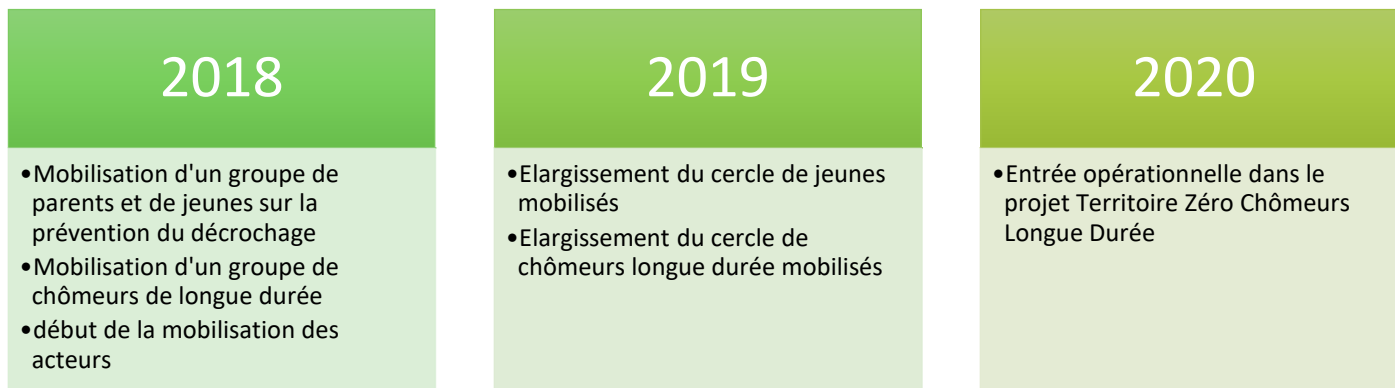 2018
•Mobilisation d'un groupe de
parents et de jeunes sur la
prévention du décrochage
•Mobilisation d'un groupe de
chômeurs de longue durée
•début de la mobilisation des
acteurs
2019
•Elargissement du cercle de jeunes
mobilisés
•Elargissement du cercle de
chômeurs longue durée mobilisés
2020
•Entrée opérationnelle dans le
projet Territoire Zéro Chômeurs
Longue Durée